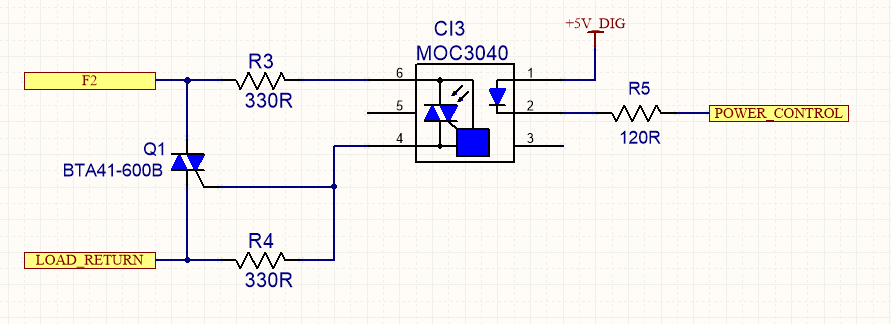 +5V_DIG
CI3
MOC3040
R3
F2
330R
6
1
R5
5
2
POWER_CONTROL
120R
4
3
Q1
BTA41-600B
R4
LOAD_RETURN
330R